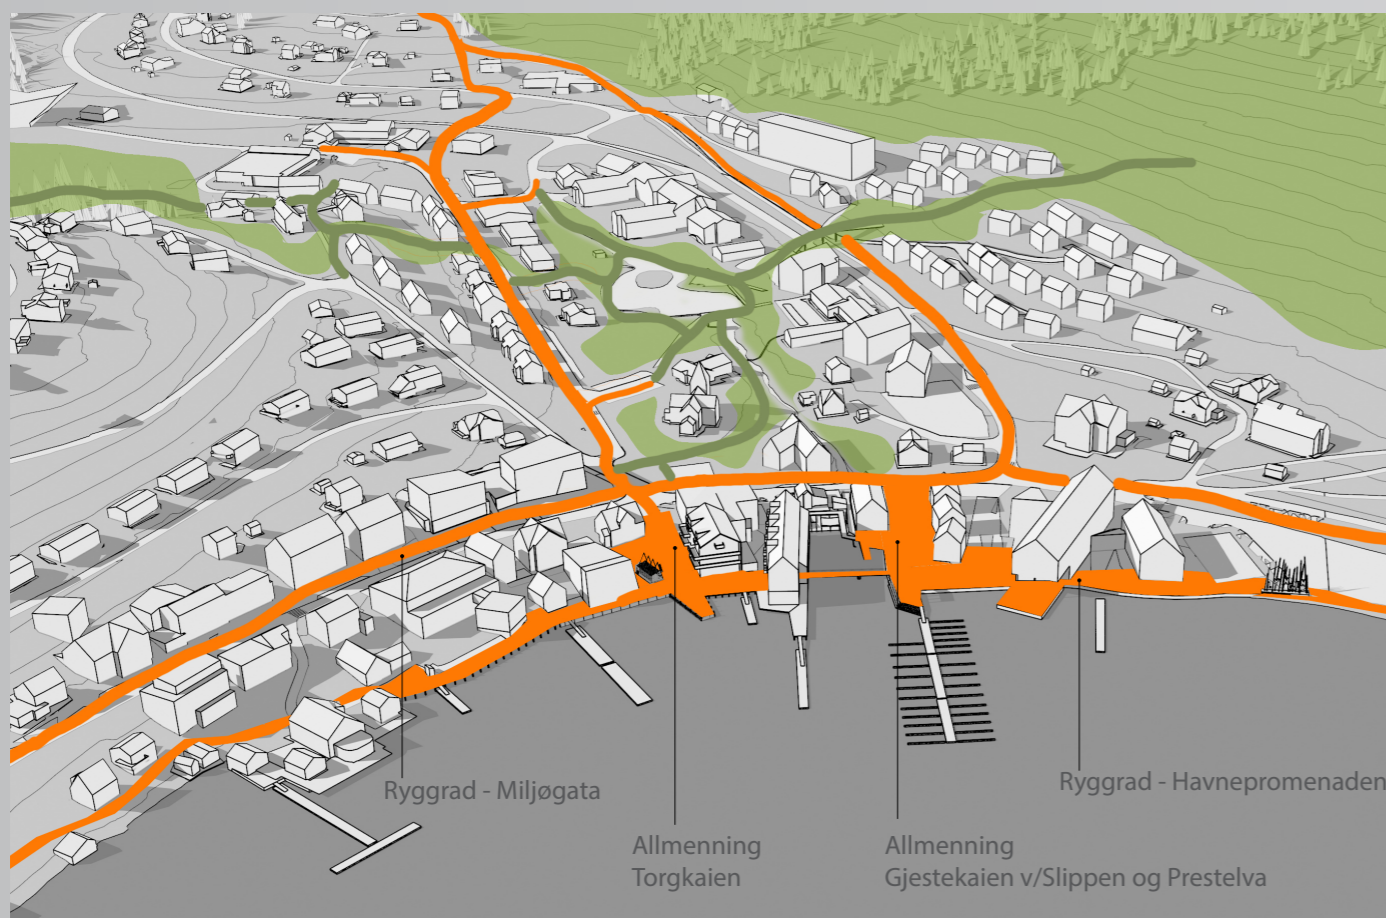 Ryggrad - Miljøgata
Ryggrad - Havnepromenaden
Allmenning
Torgkaien
Allmenning
Gjestekaien v/Slippen og Prestelva